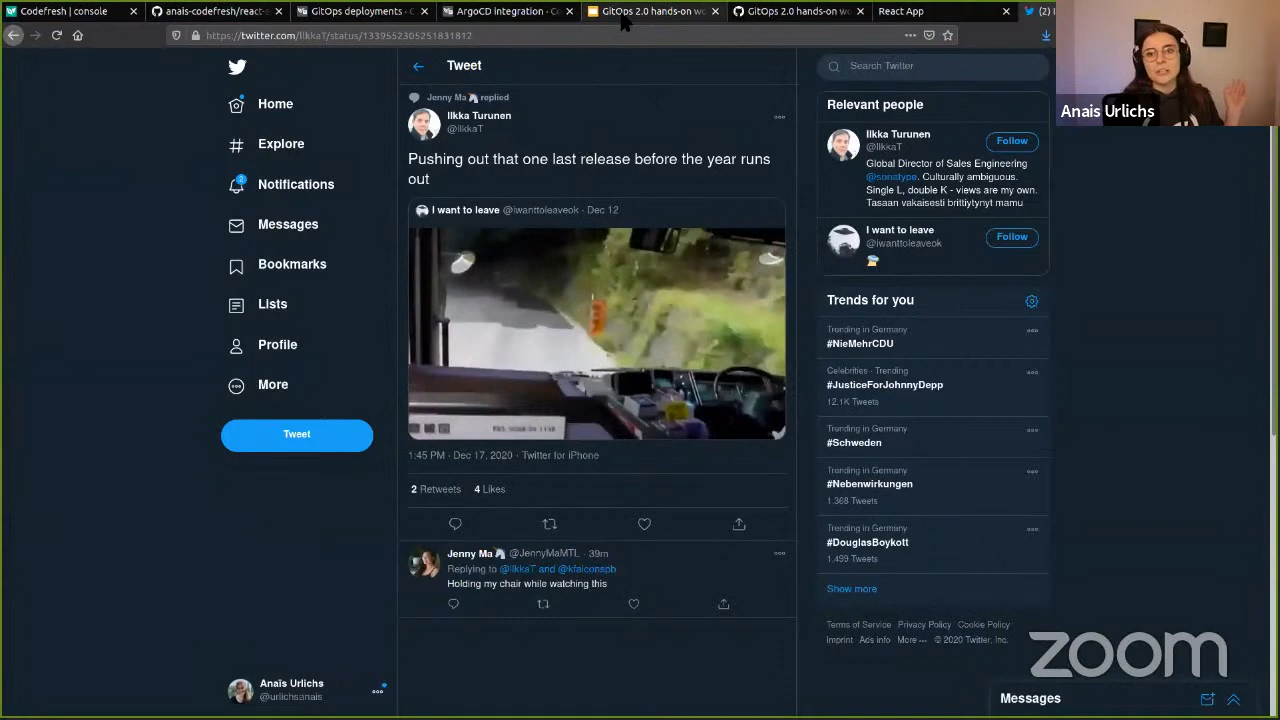 Codefresh | console
anais-codefresh/react-a
GitOps deployments - C
ArgoCD integration - Co
GitOps 2.0 hands-on wo
GitOps 2.0 hands-on wo
React App
(2)
https://twitter.com/IlkkaT/status/1339552305251831812
Anais Urlichs
Home
Explore
2
Notifications
Messages
Bookmarks
Lists
Profile
More
Tweet
Anaïs Urlichs
@urlichsanais
Tweet
Jenny Ma🦄 replied
Ilkka Turunen
@IlkkaT
Pushing out that one last release before the year runs
out
I want to leave @iwanttoleaveok · Dec 12
1:45 PM · Dec 17, 2020 · Twitter for iPhone
2 Retweets 4 Likes
Jenny Ma🦄 @JennyMaMTL · 39m
Replying to @IlkkaT and @kfalconspb
Holding my chair while watching this
Search Twitter
Relevant people
Ilkka Turunen
@IlkkaT
Follow
Global Director of Sales Engineering
@sonatype. Culturally ambiguous.
Single L, double K - views are my own.
Tasaan vakaisesti brittiytynyt mamu
I want to leave
@iwanttoleaveok
Follow
Trends for you
Trending in Germany
#NieMehrCDU
Celebrities · Trending
#JusticeForJohnnyDepp
12.1K Tweets
Trending in Germany
#Schweden
Trending in Germany
#Nebenwirkungen
1.368 Tweets
Trending in Germany
#DouglasBoykott
1.499 Tweets
Show more
Terms of Service Privacy Policy Cookie Policy
Imprint Ads info More ··· © 2020 Twitter, Inc.
zoom
Messages